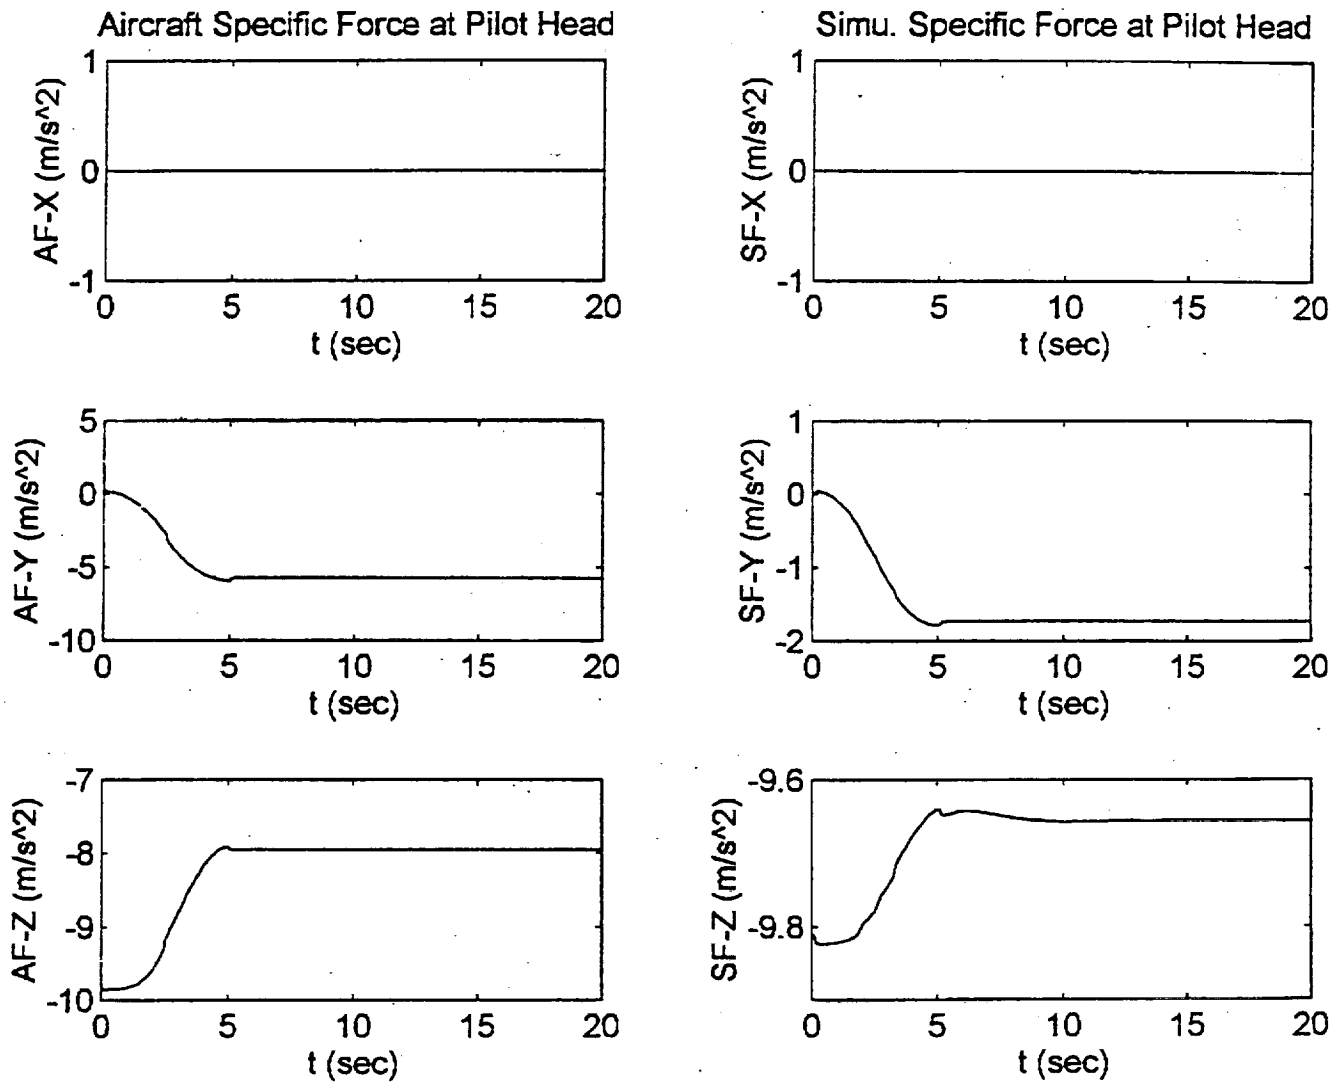 Aircraft Specific Force at Pilot Head
1
0
-1
AF-X (m/s^2)
0 5 10 15 20
t (sec)
Simu. Specific Force at Pilot Head
1
0
-1
SF-X (m/s^2)
0 5 10 15 20
t (sec)
5
0
-5
-10
AF-Y (m/s^2)
0 5 10 15 20
t (sec)
1
0
-1
-2
SF-Y (m/s^2)
0 5 10 15 20
t (sec)
-7
-8
-9
-10
AF-Z (m/s^2)
0 5 10 15 20
t (sec)
-9.6
-9.8
SF-Z (m/s^2)
0 5 10 15 20
t (sec)